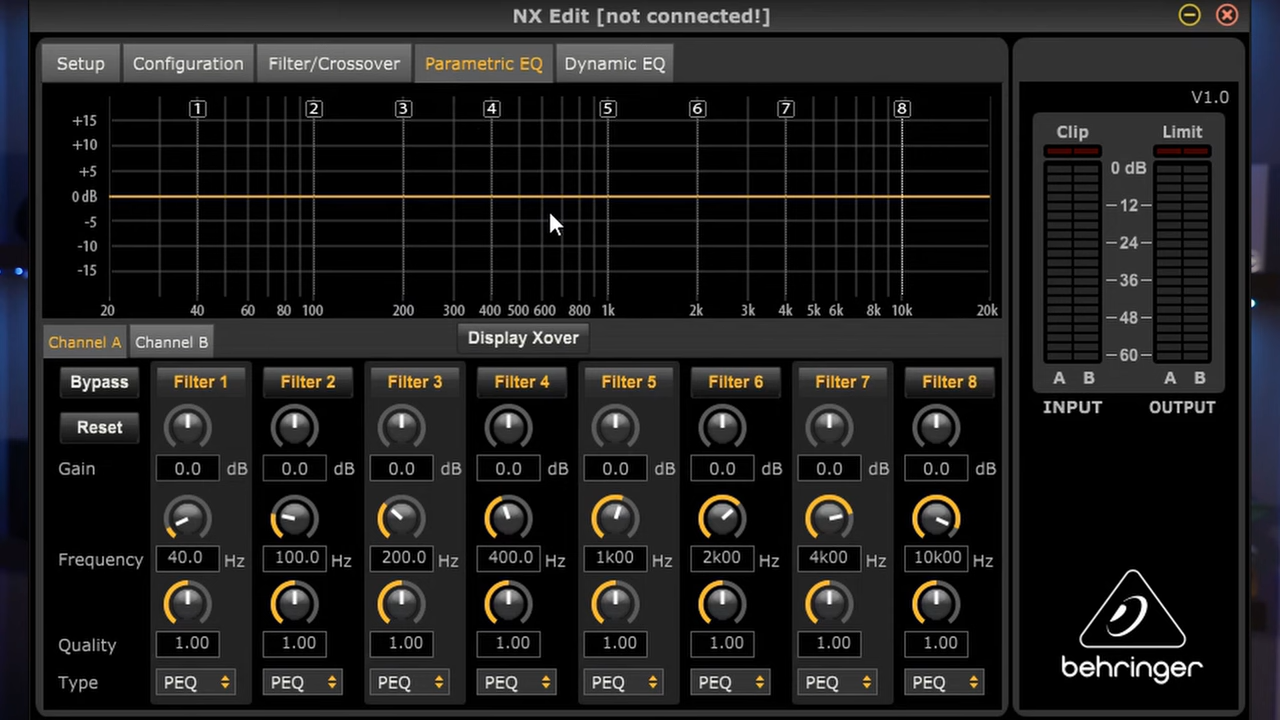 NX Edit [not connected!]
Setup Configuration Filter/Crossover Parametric EQ Dynamic EQ
V1.0
1 2 3 4 5 6 7 8
+15
+10
+5
0 dB
-5
-10
-15
20 40 60 80 100 200 300 400 500 600 800 1k 2k 3k 4k 5k 6k 8k 10k 20k
Clip Limit
0 dB
-12
-24
-36
-48
-60
A B A B
INPUT OUTPUT
Channel A Channel B Display Xover
Bypass Filter 1 Filter 2 Filter 3 Filter 4 Filter 5 Filter 6 Filter 7 Filter 8
Reset
Gain 0.0 dB 0.0 dB 0.0 dB 0.0 dB 0.0 dB 0.0 dB 0.0 dB 0.0 dB
Frequency 40.0 Hz 100.0 Hz 200.0 Hz 400.0 Hz 1k00 Hz 2k00 Hz 4k00 Hz 10k00 Hz
Quality 1.00 1.00 1.00 1.00 1.00 1.00 1.00 1.00
Type PEQ PEQ PEQ PEQ PEQ PEQ PEQ PEQ
behringer